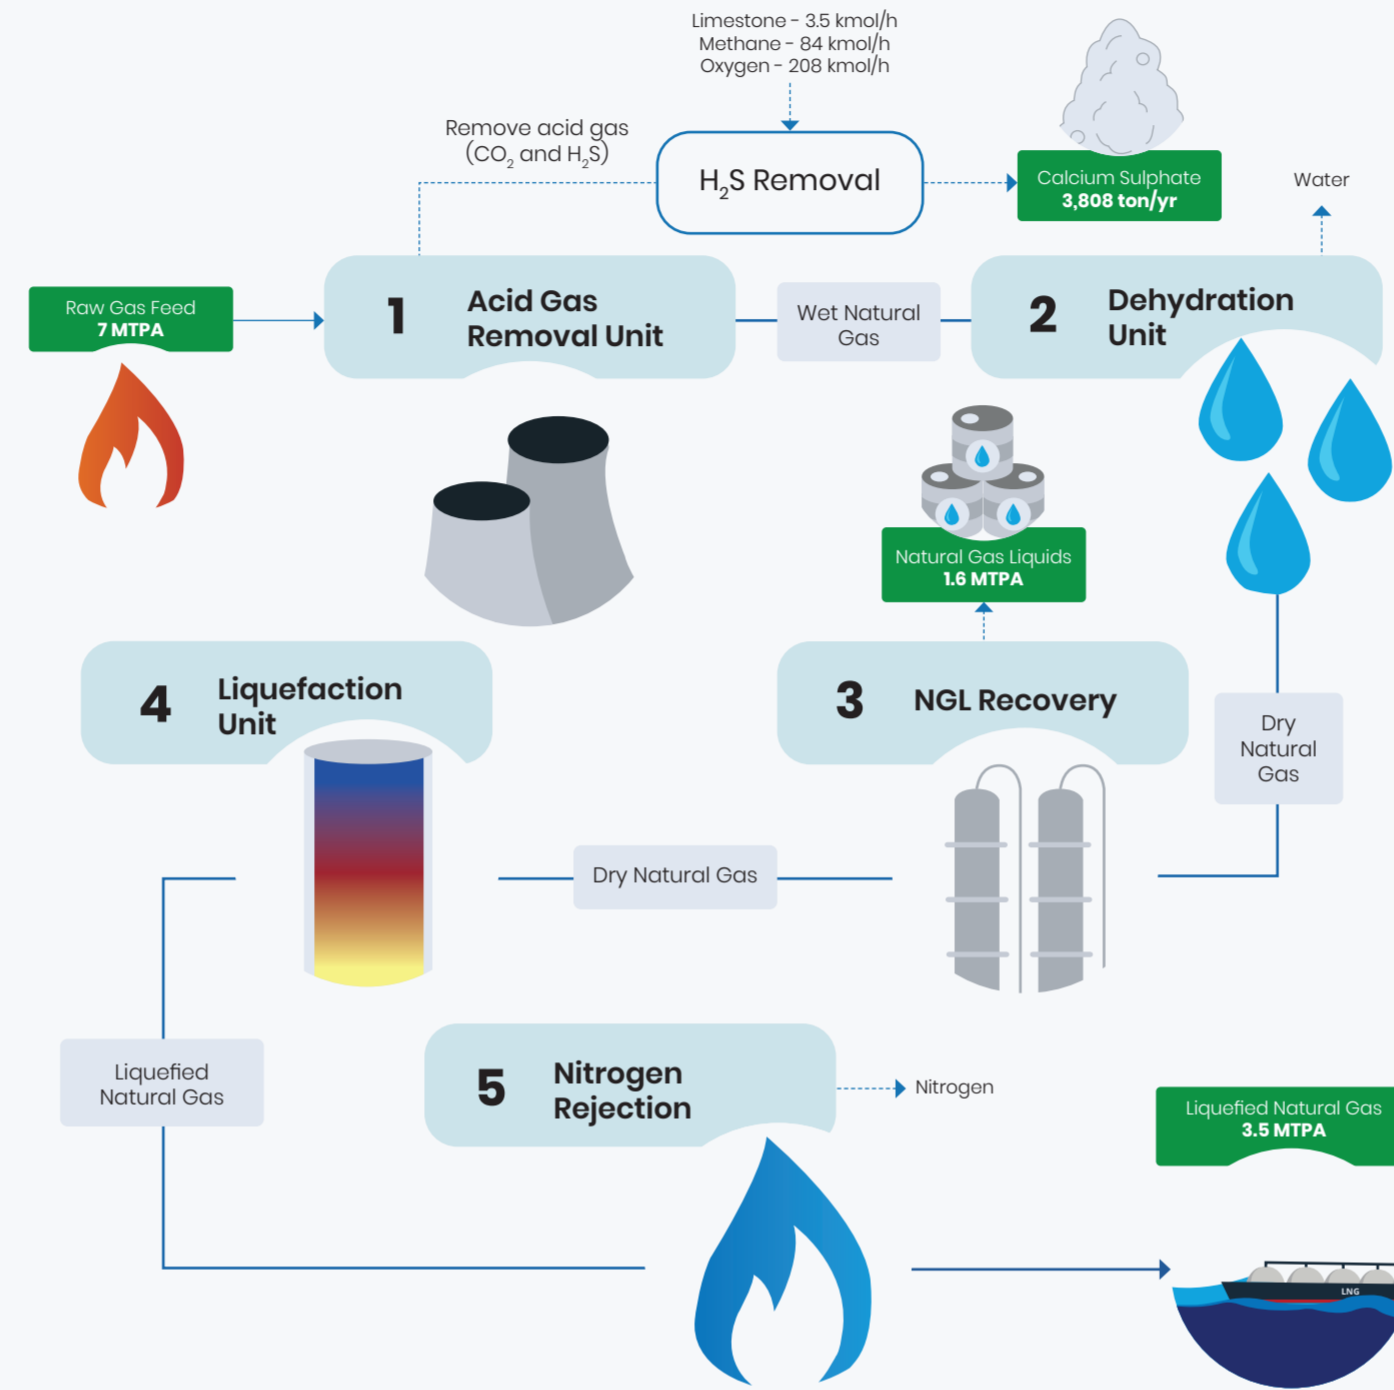 Limestone - 3.5 kmol/h
Methane - 84 kmol/h
Oxygen - 208 kmol/h
Remove acid gas
(CO₂ and H₂S)
H₂S Removal
Calcium Sulphate
3,808 ton/yr
Water
Raw Gas Feed
7 MTPA
1
Acid Gas
Removal Unit
Wet Natural
Gas
2
Dehydration
Unit
Natural Gas Liquids
1.6 MTPA
4
Liquefaction
Unit
3
NGL Recovery
Dry
Natural
Gas
Dry Natural Gas
Liquefied
Natural Gas
5
Nitrogen
Rejection
Nitrogen
Liquefied Natural Gas
3.5 MTPA
LNG